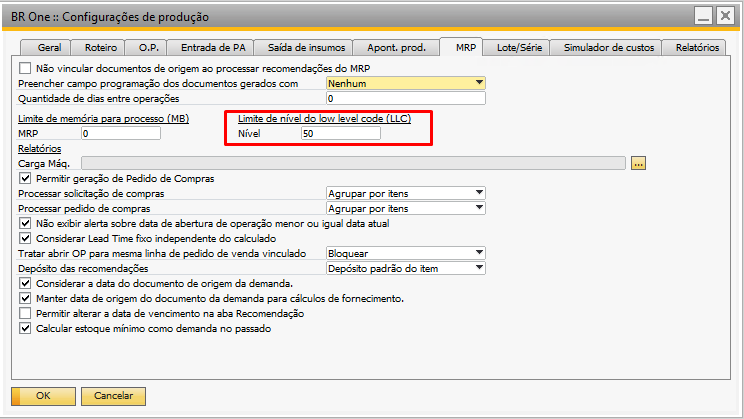 BR One :: Configurações de produção
Geral Roteiro O.P. Entrada de PA Saída de insumos Apont. prod. MRP Lote/Série Simulador de custos Relatórios
Não vincular documentos de origem ao processar recomendações do MRP
Preencher campo programação dos documentos gerados com Nenhum
Quantidade de dias entre operações 0
Limite de memória para processo (MB) Limite de nível do low level code (LLC)
MRP 0 Nível 50
Relatórios
Carga Máq. ...
Permitir geração de Pedido de Compras
Processar solicitação de compras Agrupar por itens
Processar pedido de compras Agrupar por itens
Não exibir alerta sobre data de abertura de operação menor ou igual data atual
Considerar Lead Time fixo independente do calculado
Tratar abrir OP para mesma linha de pedido de venda vinculado Bloquear
Depósito das recomendações Depósito padrão do item
Considerar a data do documento de origem da demanda.
Manter data de origem do documento da demanda para cálculos de fornecimento.
Permitir alterar a data de vencimento na aba Recomendação
Calcular estoque mínimo como demanda no passado
OK Cancelar